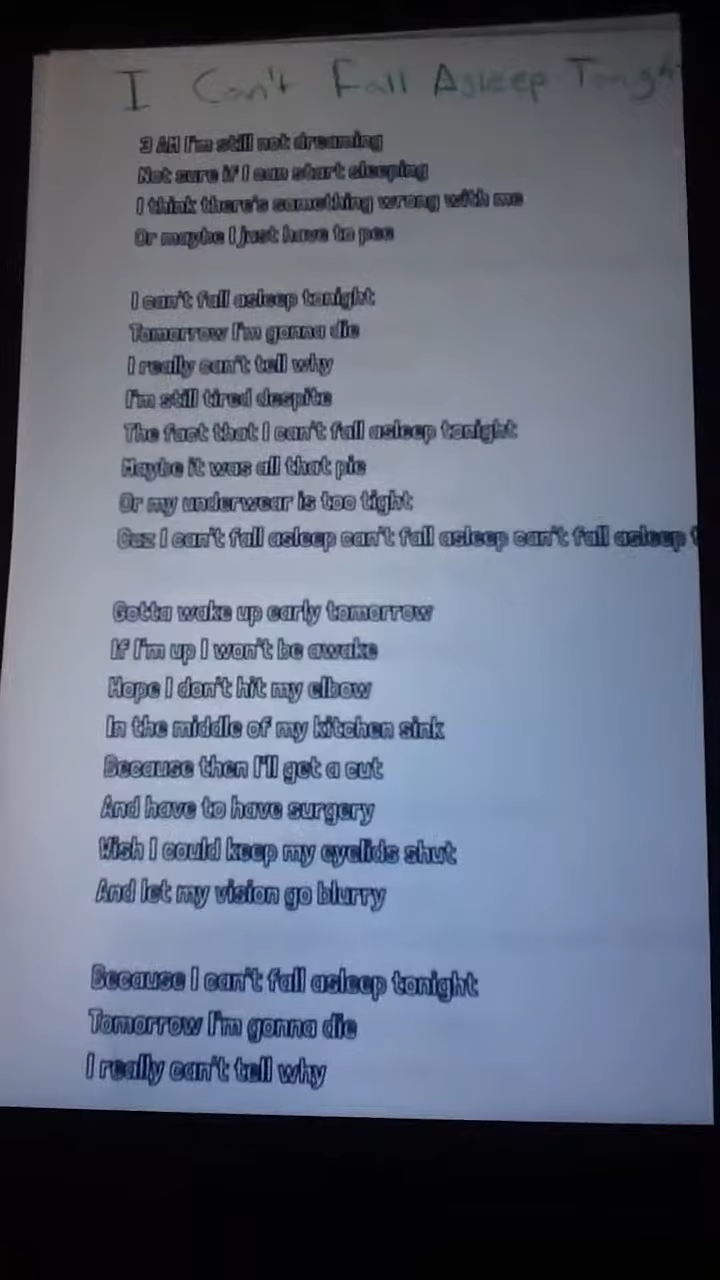 I Can't Fall Asleep Tonight
3 AM I'm still not dreaming
Not sure if I can start sleeping
I think there's something wrong with me
Or maybe I just have to pee
I can't fall asleep tonight
Tomorrow I'm gonna die
I really can't tell why
I'm still tired despite
The fact that I can't fall asleep tonight
Maybe it was all that pie
Or my underwear is too tight
Cuz I can't fall asleep can't fall asleep can't fall asleep
Gotta wake up early tomorrow
If I'm up I won't be awake
Hope I don't hit my elbow
In the middle of my kitchen sink
Because then I'll get a cut
And have to have surgery
Wish I could keep my eyelids shut
And let my vision go blurry
Because I can't fall asleep tonight
Tomorrow I'm gonna die
I really can't tell why